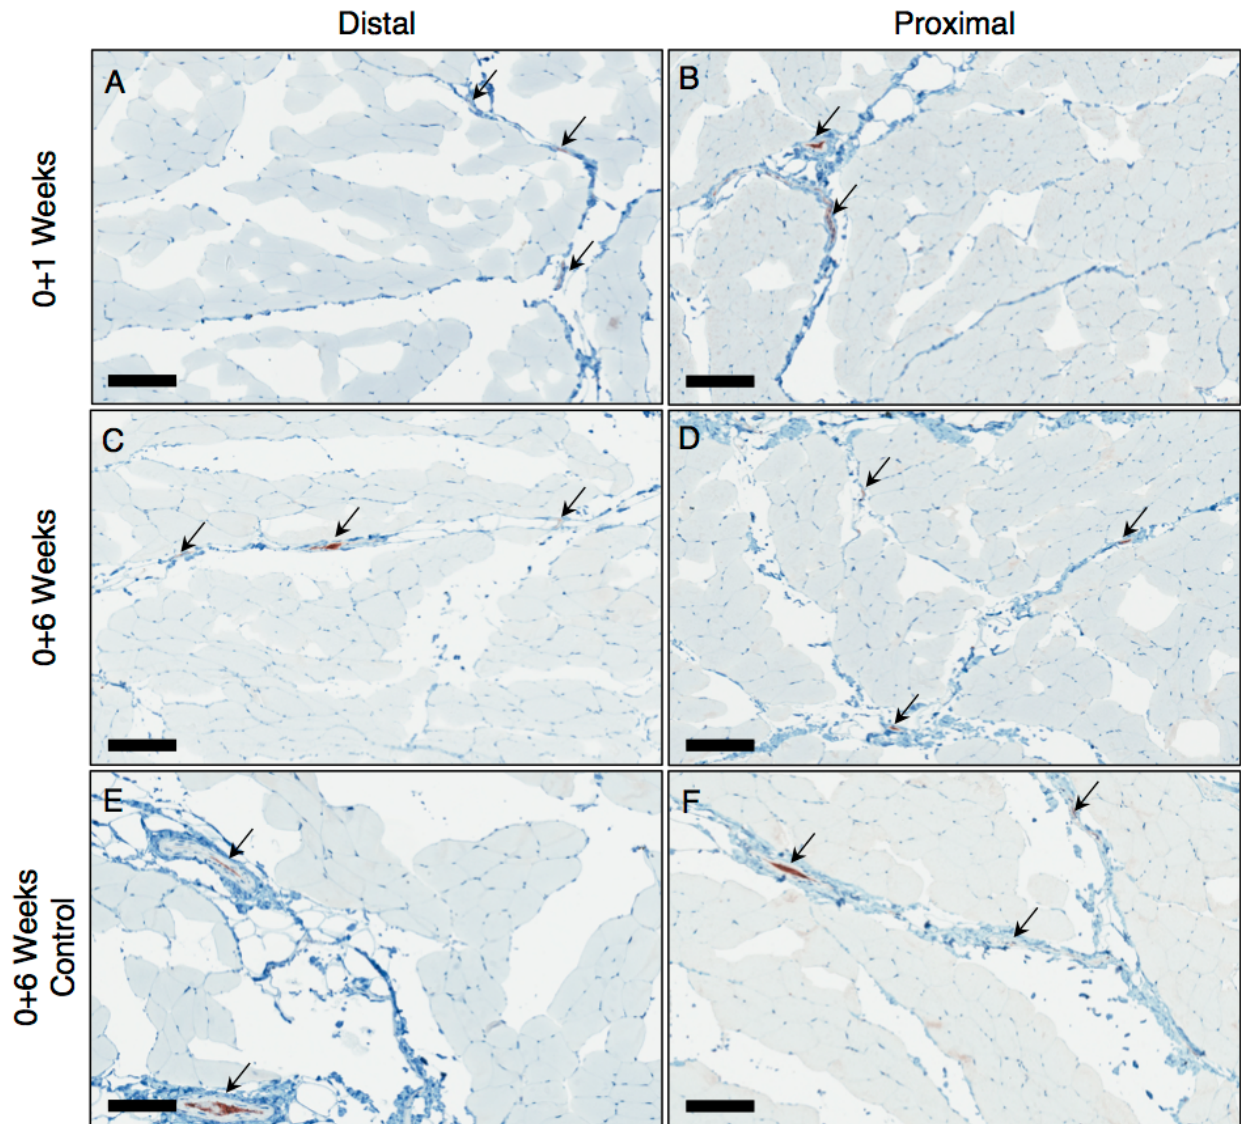 Distal
Proximal
0+1 Weeks
A
B
0+6 Weeks
C
D
0+6 Weeks
Control
E
F